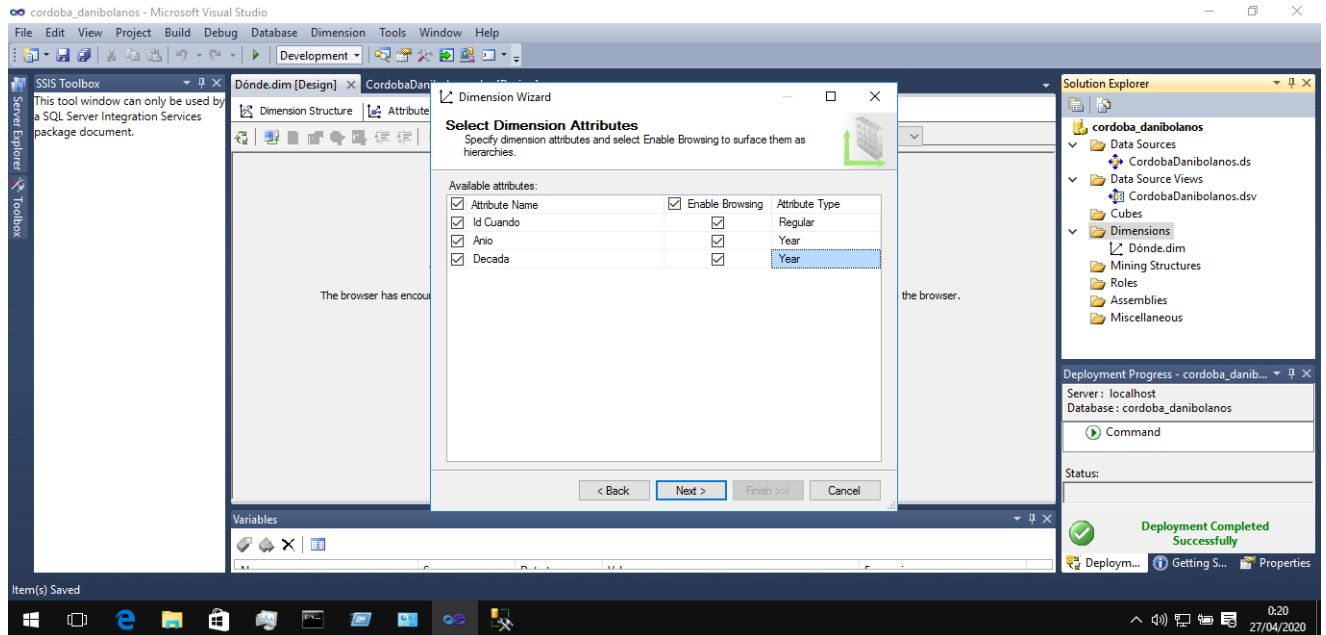 cordoba_danibolanos - Microsoft Visual Studio
File Edit View Project Build Debug Database Dimension Tools Window Help
Development
Server Explorer
Toolbox
SSIS Toolbox
This tool window can only be used by
a SQL Server Integration Services
package document.
Dónde.dim [Design]
CordobaDani
Dimension Structure
Attribute
The browser has encou
the browser.
Dimension Wizard
Select Dimension Attributes
Specify dimension attributes and select Enable Browsing to surface them as
hierarchies.
Available attributes:
Attribute Name Enable Browsing Attribute Type
Id Cuando Regular
Anio Year
Decada Year
< Back Next > Finish >>| Cancel
Variables
Solution Explorer
cordoba_danibolanos
Data Sources
CordobaDanibolanos.ds
Data Source Views
CordobaDanibolanos.dsv
Cubes
Dimensions
Dónde.dim
Mining Structures
Roles
Assemblies
Miscellaneous
Deployment Progress - cordoba_danib...
Server : localhost
Database : cordoba_danibolanos
Command
Status:
Deployment Completed
Successfully
Deploym... Getting S... Properties
Item(s) Saved
0:20
27/04/2020